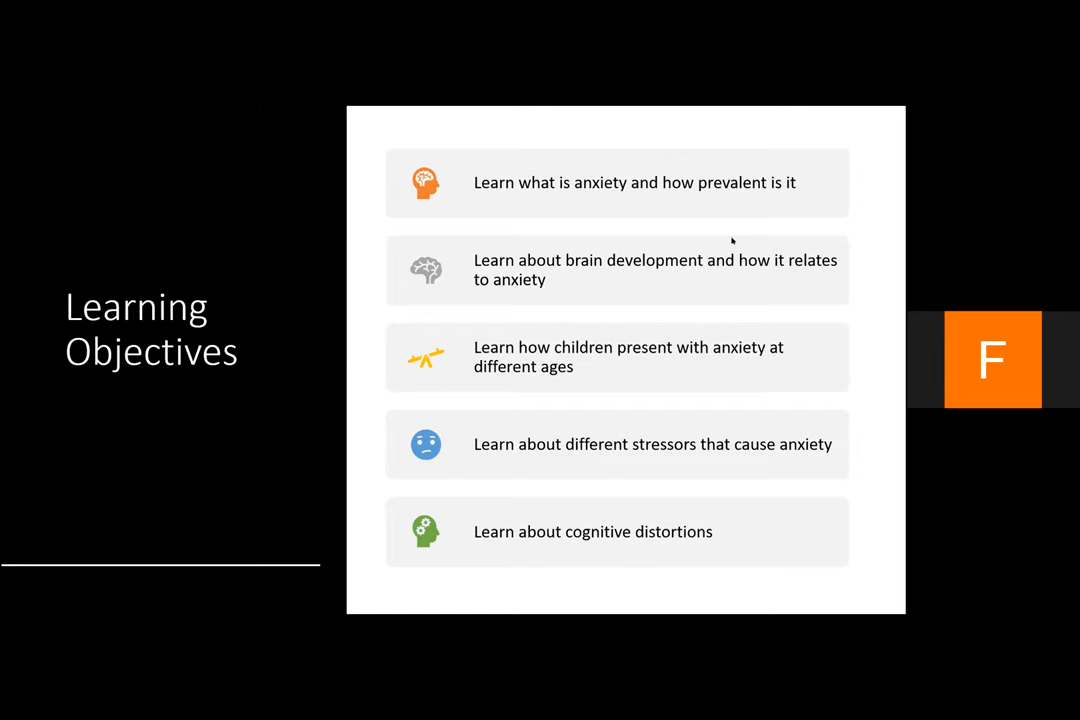 Learning
Objectives
Learn what is anxiety and how prevalent is it
Learn about brain development and how it relates
to anxiety
Learn how children present with anxiety at
different ages
Learn about different stressors that cause anxiety
Learn about cognitive distortions
F